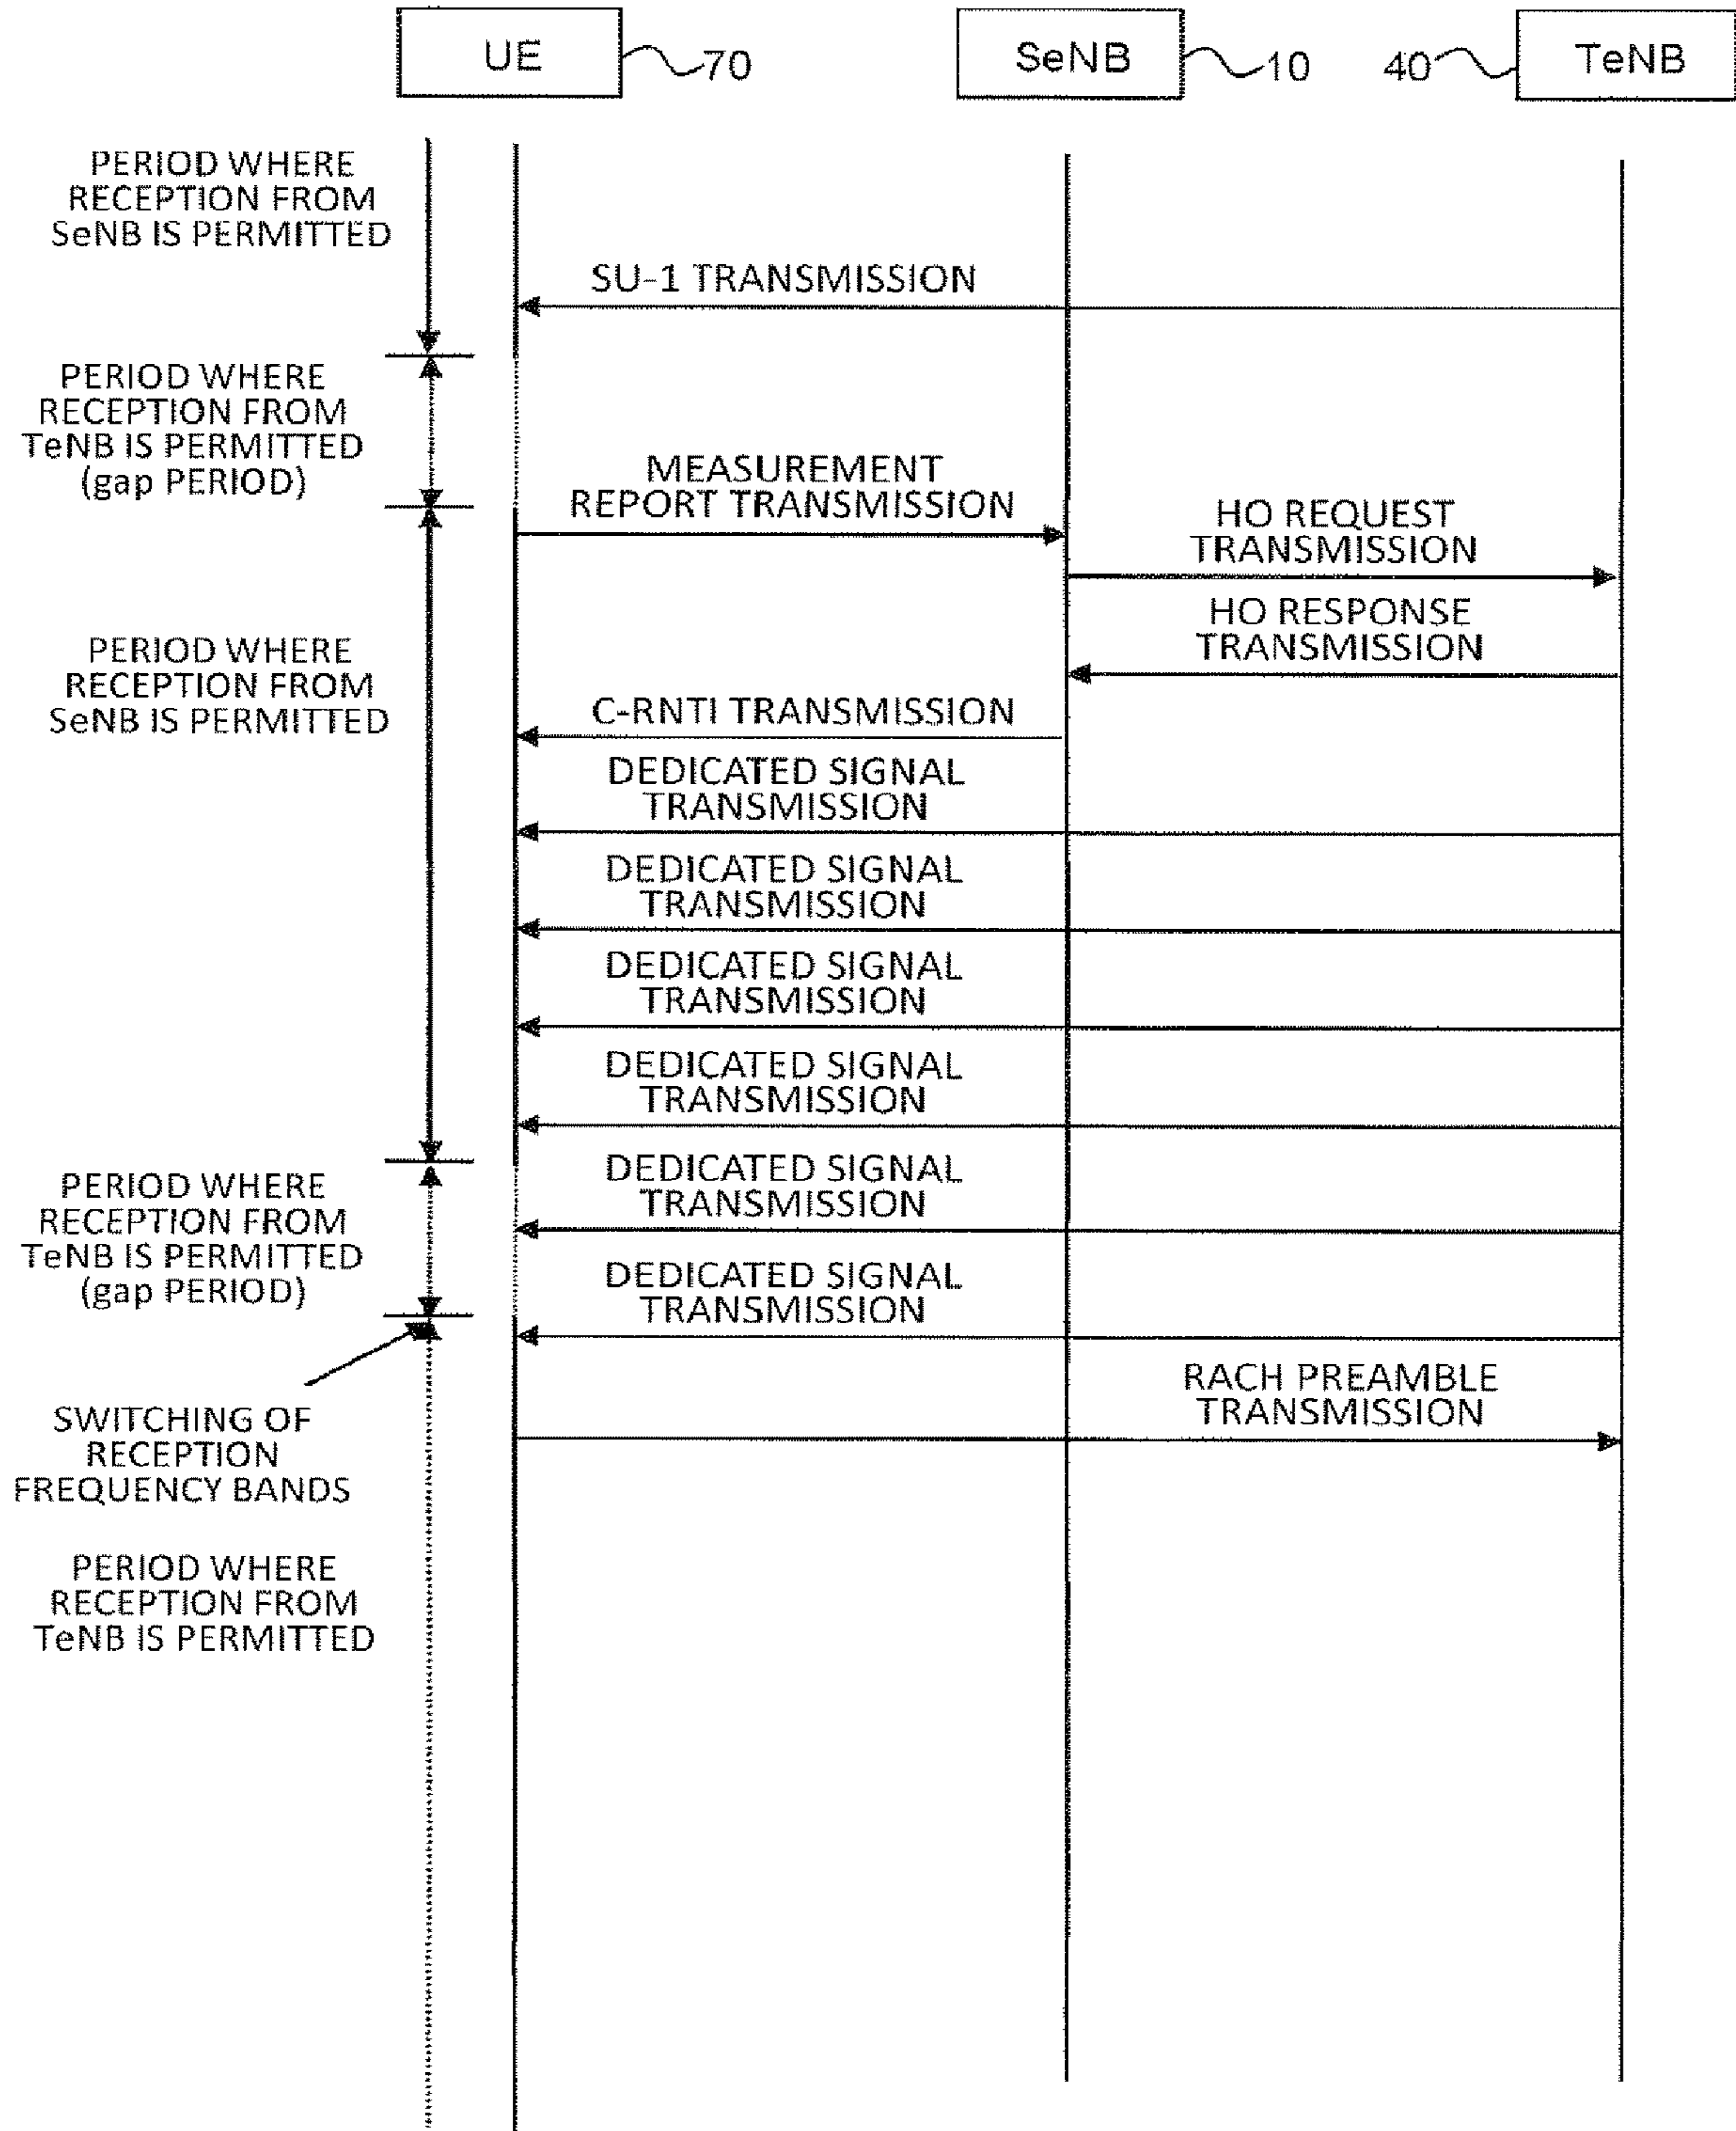 UE
70
SeNB
10
40
TeNB
PERIOD WHERE
RECEPTION FROM
SeNB IS PERMITTED
SU-1 TRANSMISSION
PERIOD WHERE
RECEPTION FROM
TeNB IS PERMITTED
(gap PERIOD)
MEASUREMENT
REPORT TRANSMISSION
HO REQUEST
TRANSMISSION
HO RESPONSE
TRANSMISSION
PERIOD WHERE
RECEPTION FROM
SeNB IS PERMITTED
C-RNTI TRANSMISSION
DEDICATED SIGNAL
TRANSMISSION
DEDICATED SIGNAL
TRANSMISSION
DEDICATED SIGNAL
TRANSMISSION
DEDICATED SIGNAL
TRANSMISSION
DEDICATED SIGNAL
TRANSMISSION
PERIOD WHERE
RECEPTION FROM
TeNB IS PERMITTED
(gap PERIOD)
DEDICATED SIGNAL
TRANSMISSION
RACH PREAMBLE
TRANSMISSION
SWITCHING OF
RECEPTION
FREQUENCY BANDS
PERIOD WHERE
RECEPTION FROM
TeNB IS PERMITTED